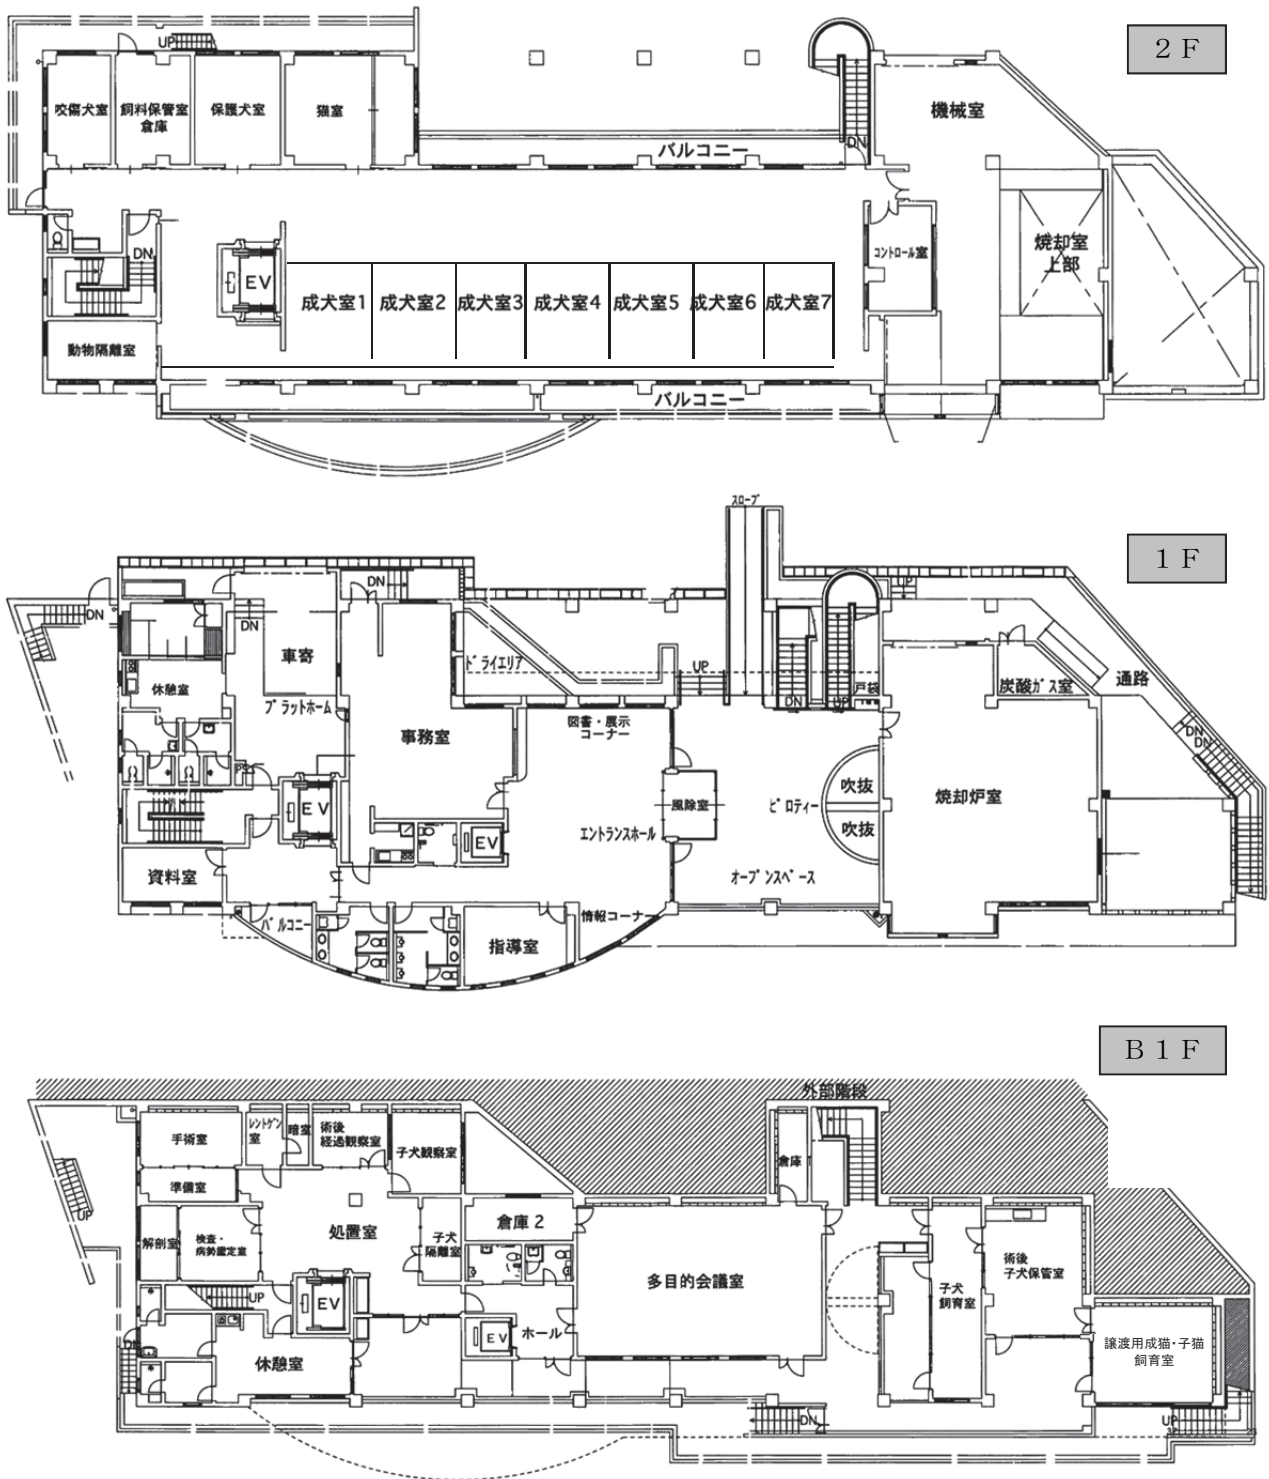 2F
UP
咬傷犬室
飼料保管室
倉庫
保護犬室
猫室
機械室
バルコニー
DN
DN
EV
成犬室1
成犬室2
成犬室3
成犬室4
成犬室5
成犬室6
成犬室7
コントロール室
焼却室
上部
動物隔離室
バルコニー
1F
スロープ
DN
DN
UP
DN
車寄
ドライエリア
UP
炭酸ガス室
通路
休憩室
プラットホーム
DN
UP
戸袋
DN
DN
図書・展示
コーナー
事務室
PS
EV
風除室
ピロティー
吹抜
吹抜
焼却炉室
エントランスホール
EV
資料室
オープンスペース
バルコニー
情報コーナー
指導室
B1F
外部階段
手術室
レントゲン
室
暗室
術後
経過観察室
子犬観察室
倉庫1
準備室
UP
解剖室
検査・
病勢鑑定室
処置室
子犬
隔離室
倉庫2
術後
子犬保管室
多目的会議室
子犬
飼育室
UP
EV
EV
ホール
DN
休憩室
譲渡用成猫・子猫
飼育室
DN
UP